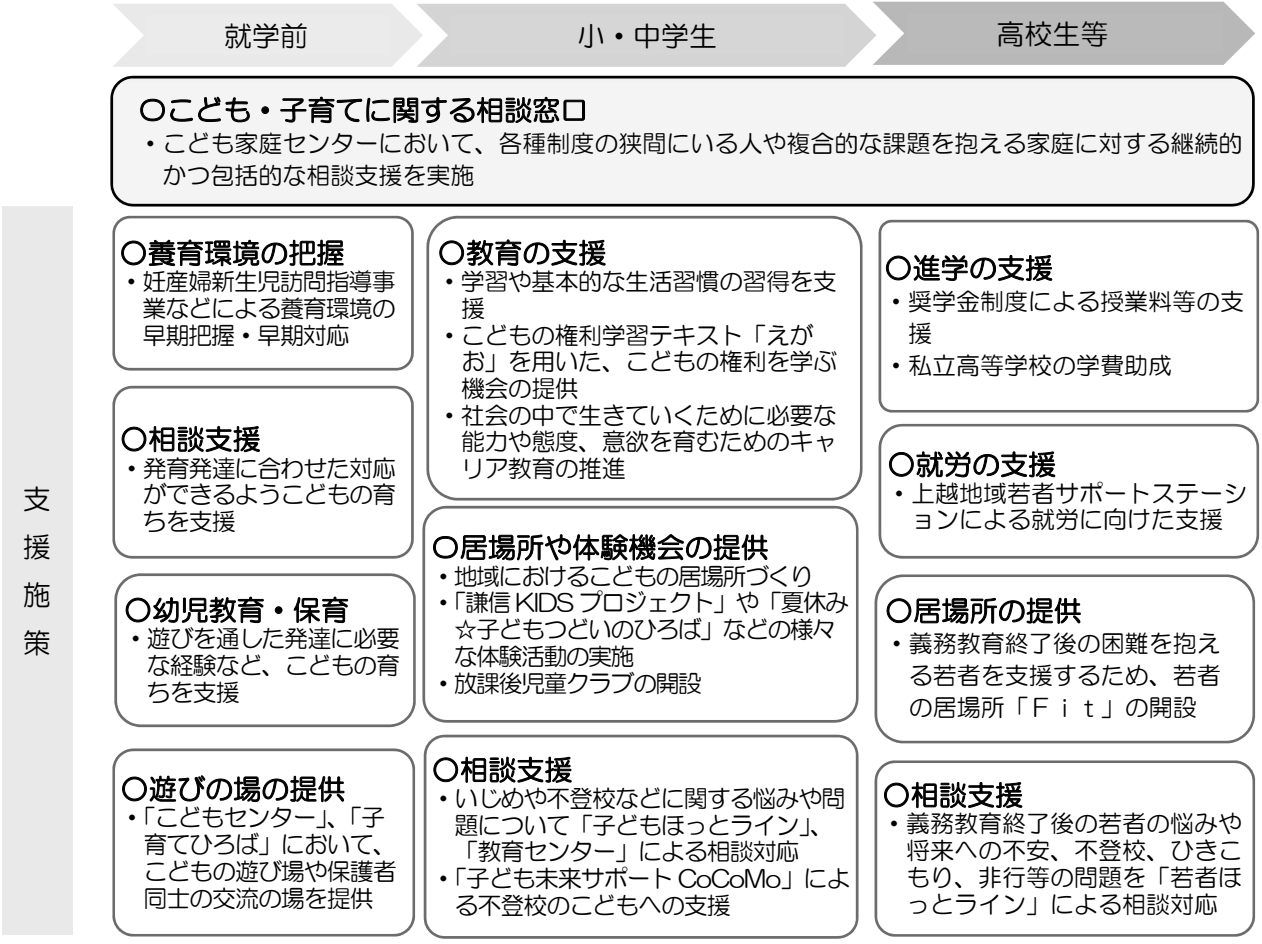 就学前
小・中学生
高校生等
〇こども・子育てに関する相談窓口
・こども家庭センターにおいて、各種制度の狭間にいる人や複合的な課題を抱える家庭に対する継続的
かつ包括的な相談支援を実施
支援施策
〇養育環境の把握
・妊産婦新生児訪問指導事
業などによる養育環境の
早期把握・早期対応
〇相談支援
・発育発達に合わせた対応
ができるようこどもの育
ちを支援
〇幼児教育・保育
・遊びを通した発達に必要
な経験など、こどもの育
ちを支援
〇遊びの場の提供
・「こどもセンター」、「子
育てひろば」において、
こどもの遊び場や保護者
同士の交流の場を提供
〇教育の支援
・学習や基本的な生活習慣の習得を支
援
・こどもの権利学習テキスト「えが
お」を用いた、こどもの権利を学ぶ
機会の提供
・社会の中で生きていくために必要な
能力や態度、意欲を育むためのキャ
リア教育の推進
〇居場所や体験機会の提供
・地域におけるこどもの居場所づくり
・「謙信 KIDS プロジェクト」や「夏休み
☆子どもつどいのひろば」などの様々
な体験活動の実施
・放課後児童クラブの開設
〇相談支援
・いじめや不登校などに関する悩みや問
題について「子どもほっとライン」、
「教育センター」による相談対応
・「子ども未来サポート CoCoMo」によ
る不登校のこどもへの支援
〇進学の支援
・奨学金制度による授業料等の支
援
・私立高等学校の学費助成
〇就労の支援
・上越地域若者サポートステーシ
ョンによる就労に向けた支援
〇居場所の提供
・義務教育終了後の困難を抱え
る若者を支援するため、若者
の居場所「Ｆｉｔ」の開設
〇相談支援
・義務教育終了後の若者の悩みや
将来への不安、不登校、ひきこ
もり、非行等の問題を「若者ほ
っとライン」による相談対応